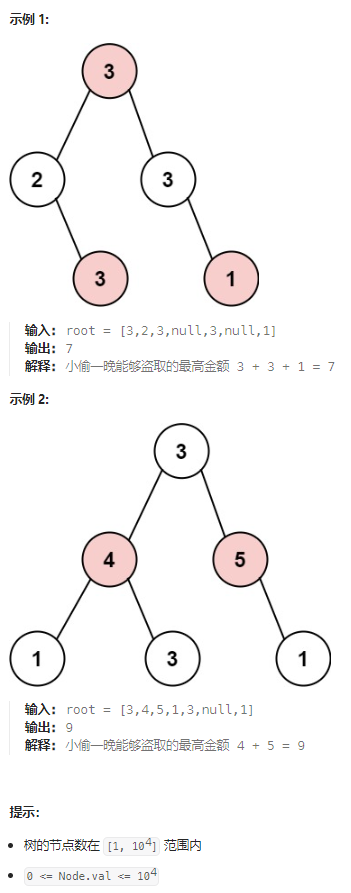 示例 1:
3
2 3
3 1
输入: root = [3,2,3,null,3,null,1]
输出: 7
解释: 小偷一晚能够盗取的最高金额 3 + 3 + 1 = 7
示例 2:
3
4 5
1 3 1
输入: root = [3,4,5,1,3,null,1]
输出: 9
解释: 小偷一晚能够盗取的最高金额 4 + 5 = 9
提示:
• 树的节点数在 [1, 10⁴] 范围内
• 0 <= Node.val <= 10⁴